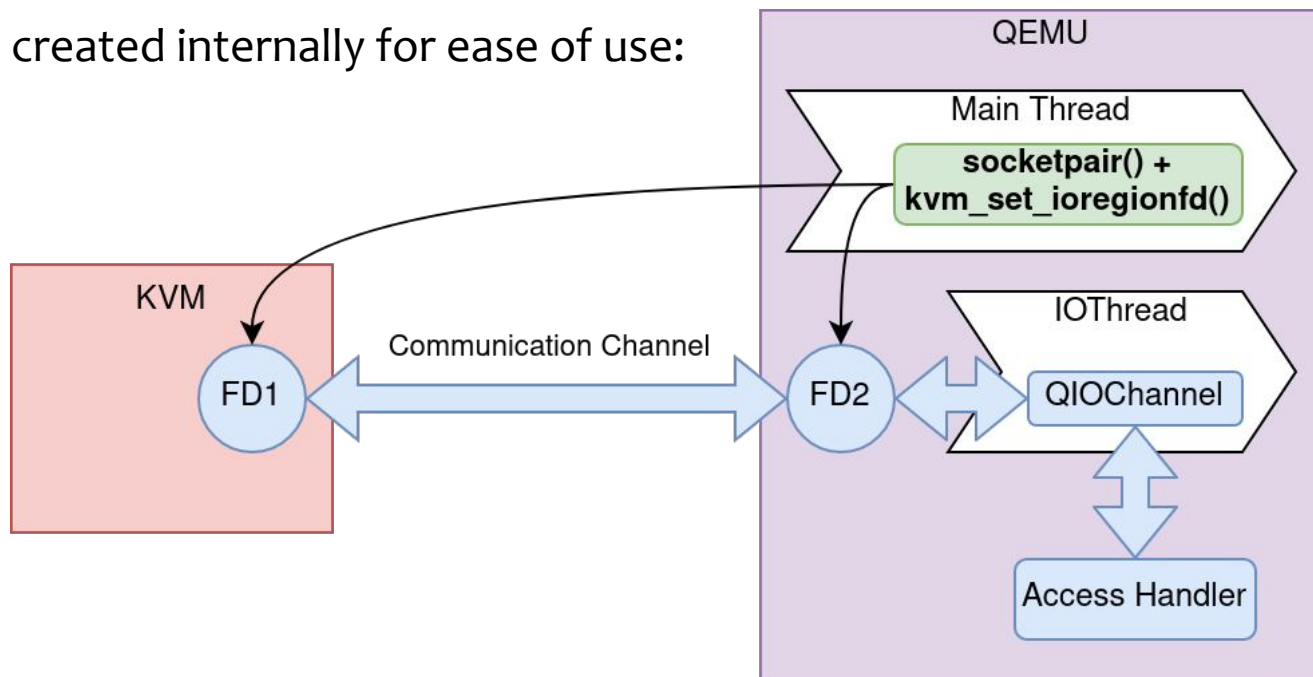 created internally for ease of use:
QEMU
Main Thread
socketpair() +
kvm_set_ioregionfd()
KVM
IOThread
Communication Channel
FD1
FD2
QIOChannel
Access Handler